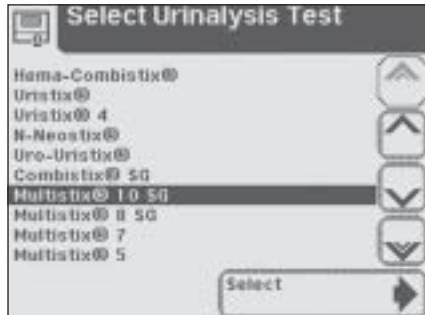 Select Urinalysis Test
Hema-Combistix®
Uristix®
Uristix® 4
N-Neostix®
Uro-Uristix®
Combistix® SG
Multistix® 10 SG
Multistix® 8 SG
Multistix® 7
Multistix® 5
Select